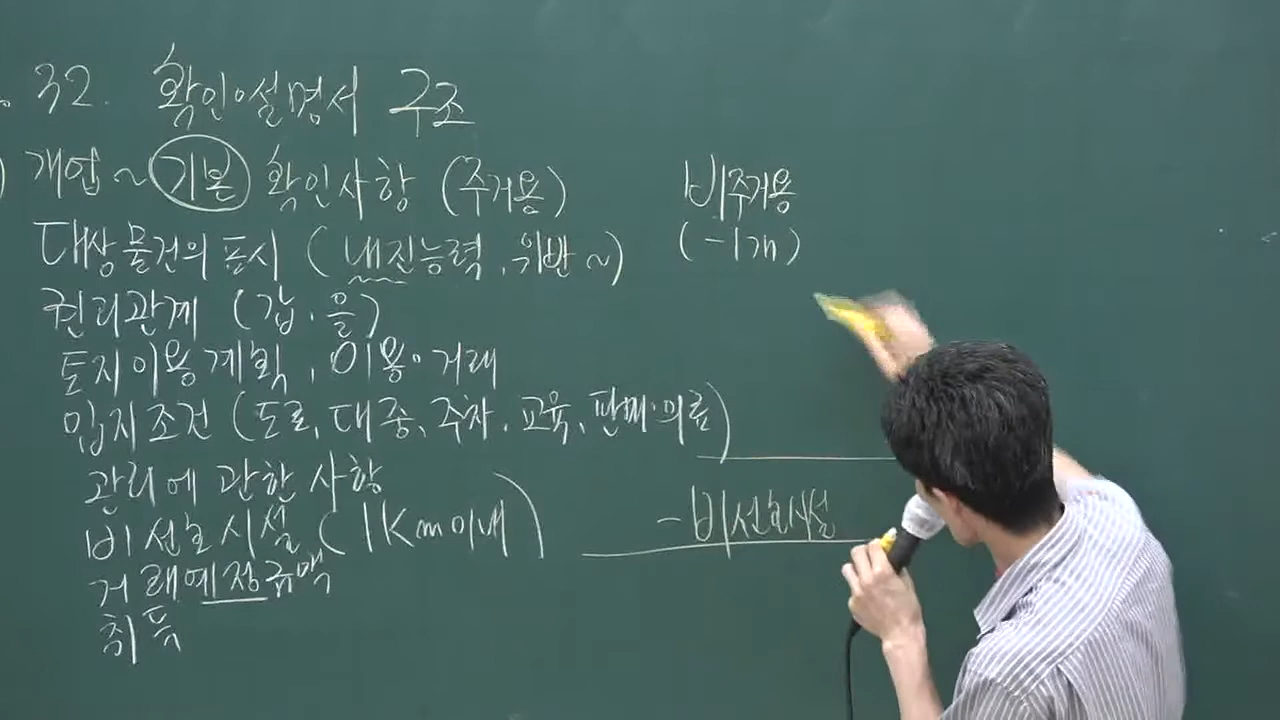 32. 확인·설명서 구조
) 개업~ 기본 확인사항 (주거용)
대상물건의 표시 (내진능력, 위반~)
권리관계 (갑·을)
토지이용계획, 이용·거래
입지조건 (도로, 대중, 주차, 교육, 판매·의료)
관리에 관한 사항
비선호시설 (1Km이내)
거래예정금액
취득
비주거용
(-1개)
- 비선호시설